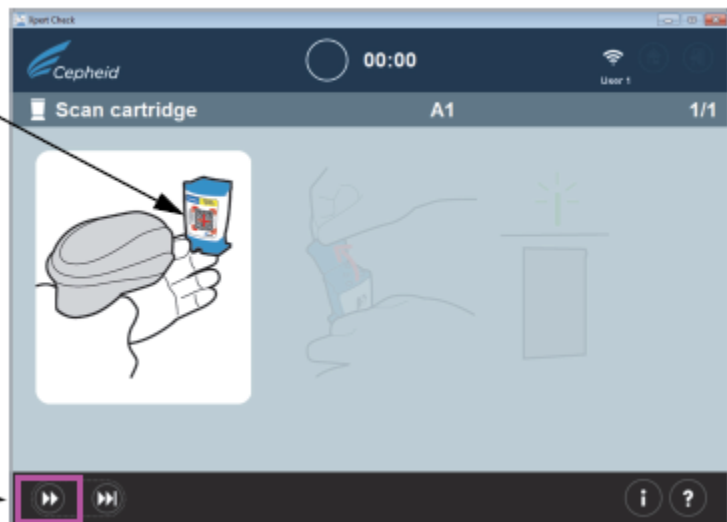 Xpert Check
Cepheid
00:00
User 1
Scan cartridge
A1
1/1
i
?